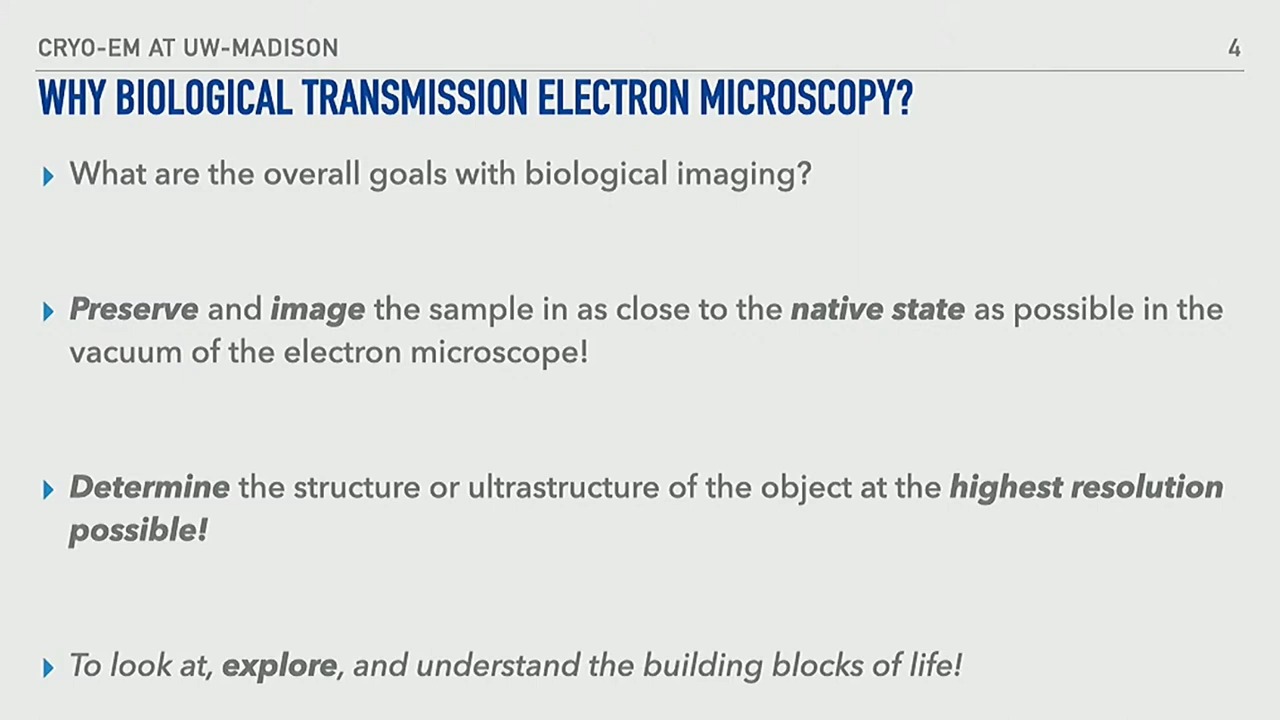 CRYO-EM AT UW-MADISON 4
WHY BIOLOGICAL TRANSMISSION ELECTRON MICROSCOPY?
What are the overall goals with biological imaging?
Preserve and image the sample in as close to the native state as possible in the
vacuum of the electron microscope!
Determine the structure or ultrastructure of the object at the highest resolution
possible!
To look at, explore, and understand the building blocks of life!